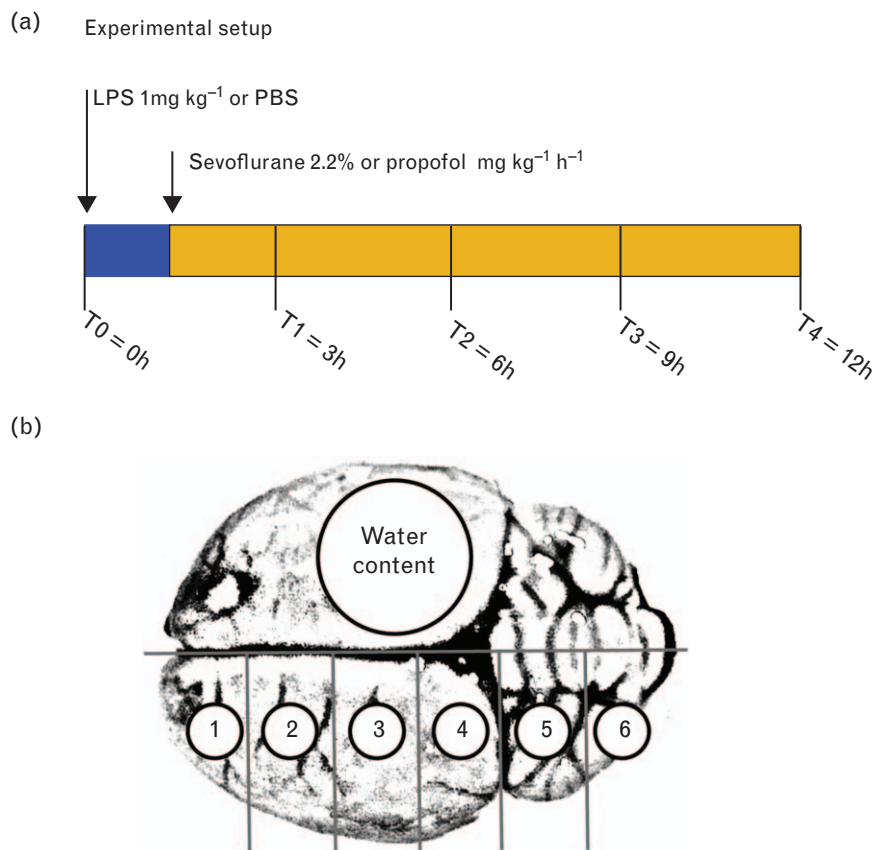 (a)
Experimental setup
LPS 1mg kg⁻¹ or PBS
Sevoflurane 2.2% or propofol mg kg⁻¹ h⁻¹
T0 = 0h
T1 = 3h
T2 = 6h
T3 = 9h
T4 = 12h
(b)
Water
content
1 2 3 4 5 6